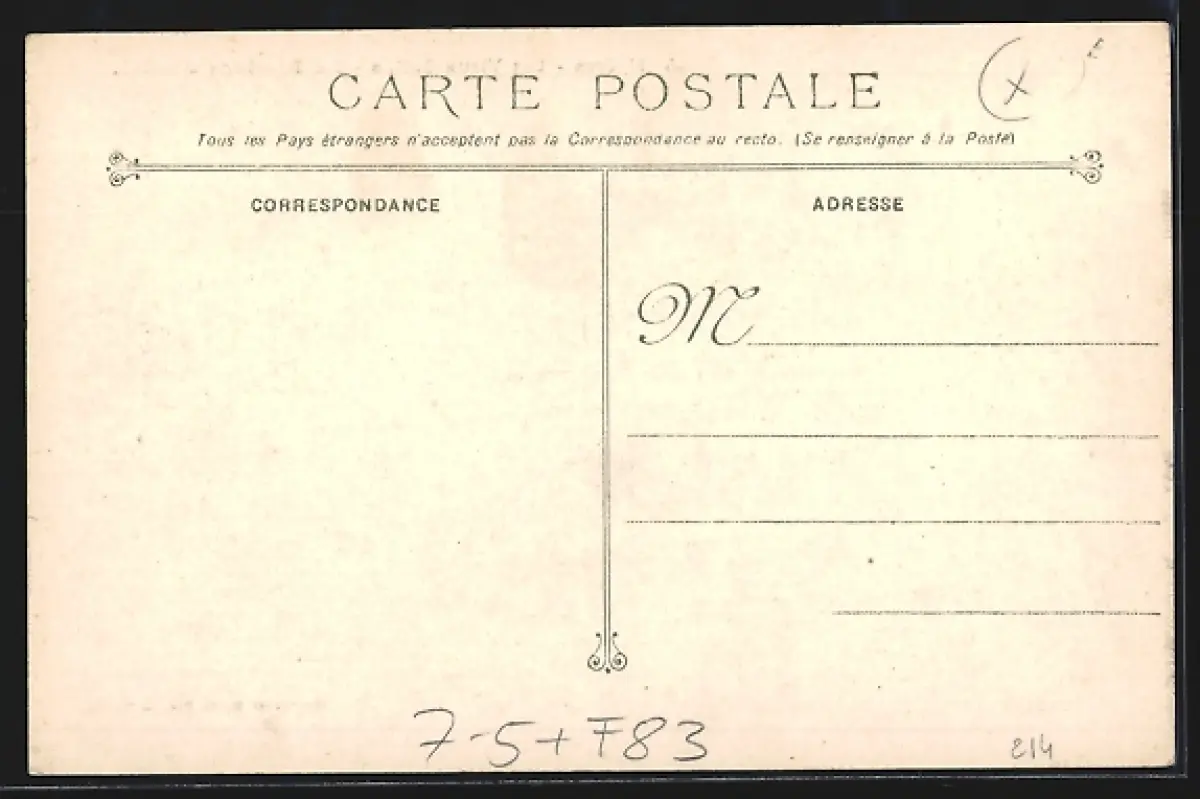 CARTE POSTALE
Tous les Pays étrangers n'acceptent pas la Correspondance au recto. (Se renseigner à la Poste)
CORRESPONDANCE
ADRESSE
M
7-5+F83
214